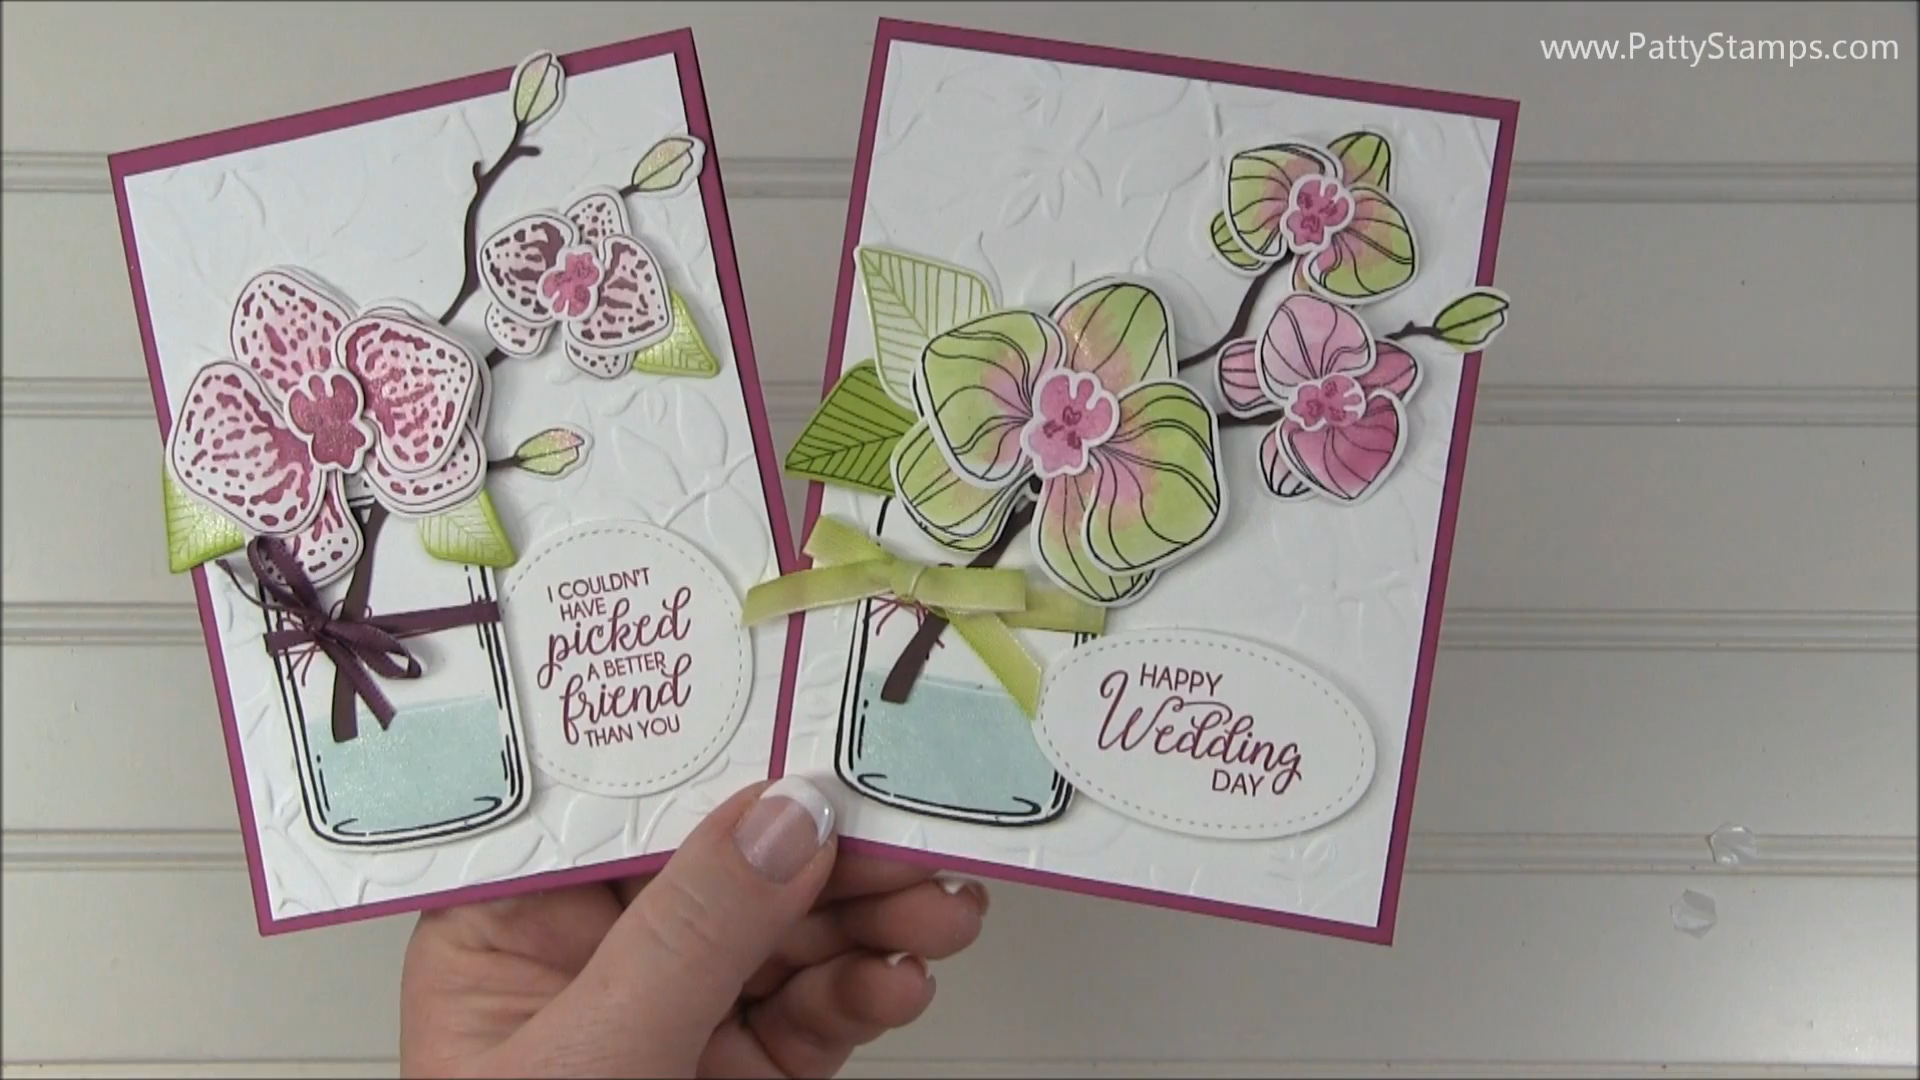 www.PattyStamps.com
I COULDN'T
HAVE
picked
A BETTER
friend
THAN YOU
HAPPY
Wedding
DAY